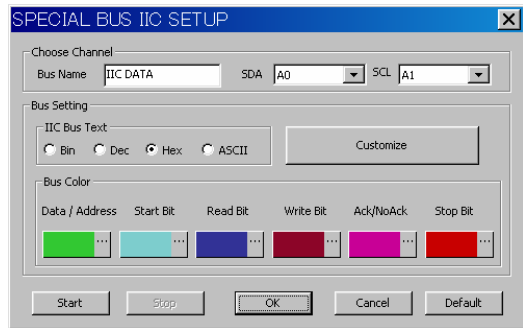 SPECIAL BUS IIC SETUP
Choose Channel
Bus Name IIC DATA SDA A0 SCL A1
Bus Setting
IIC Bus Text
Bin Dec Hex ASCII
Customize
Bus Color
Data / Address Start Bit Read Bit Write Bit Ack/NoAck Stop Bit
... ... ... ... ... ...
Start Stop OK Cancel Default